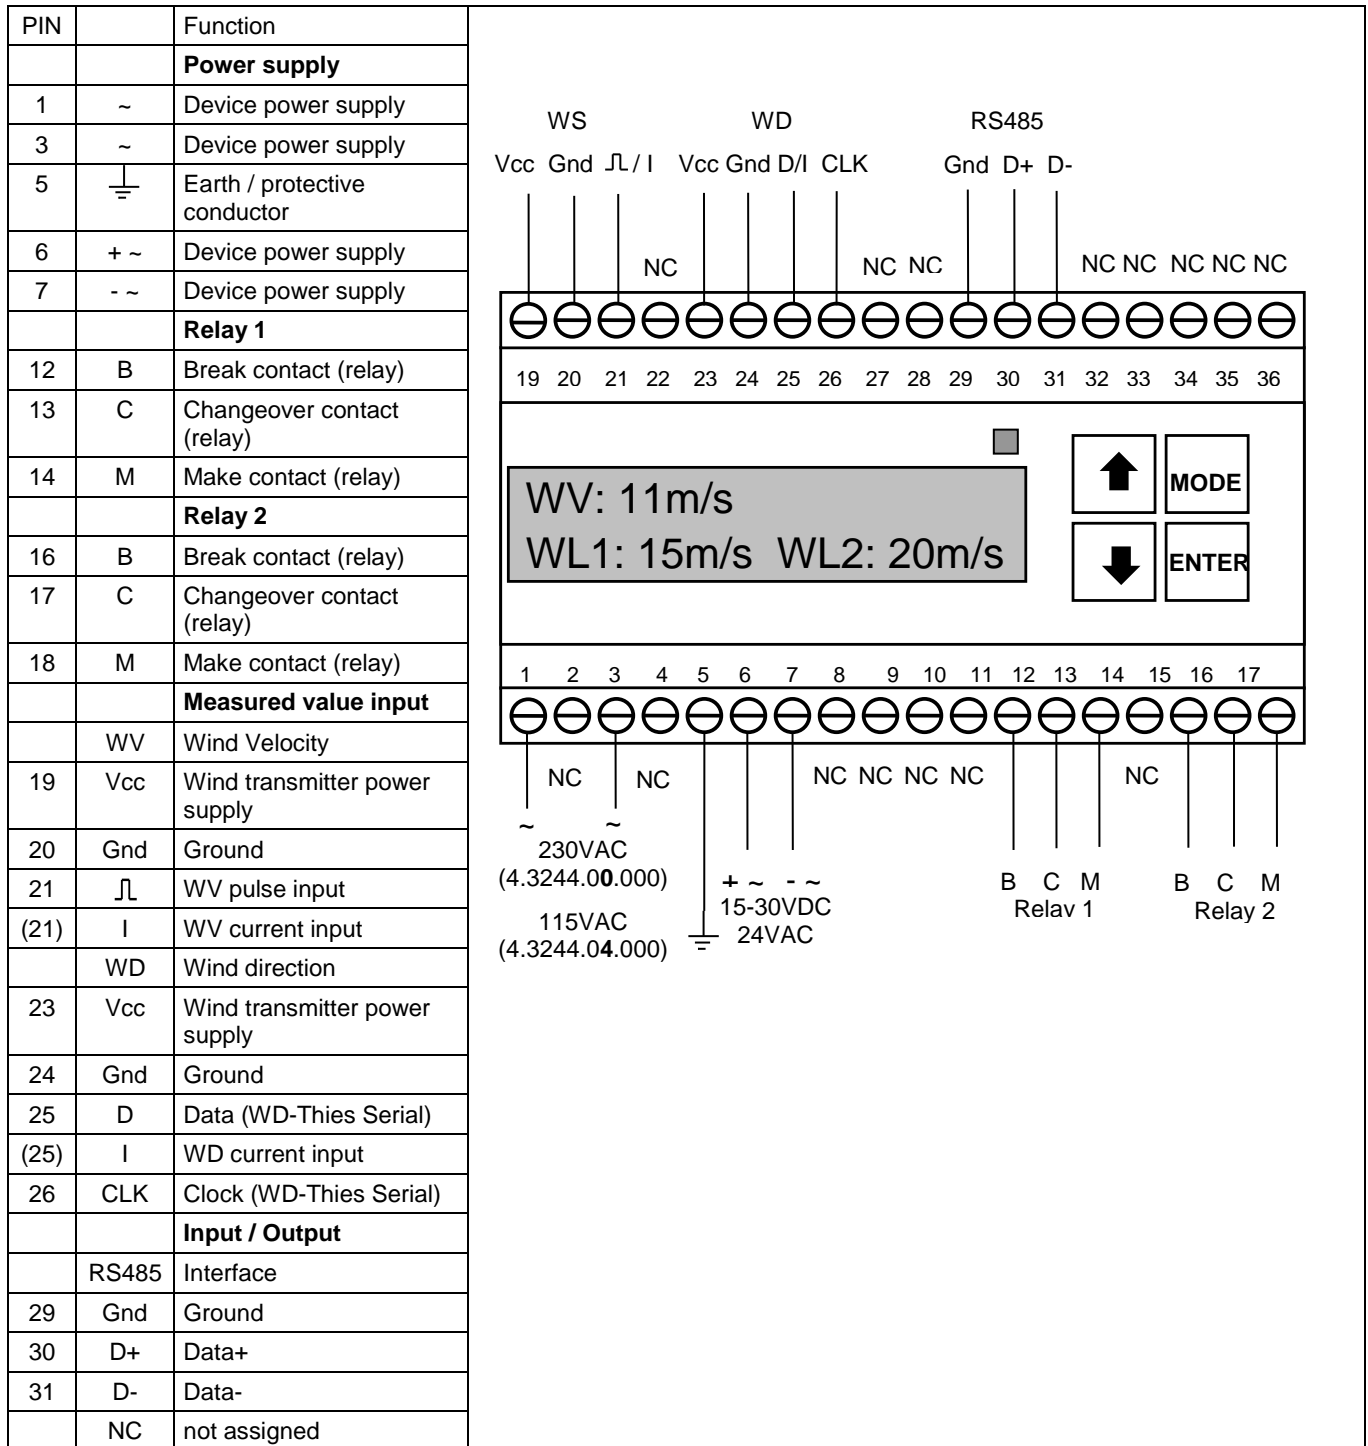 PIN Function
Power supply
1 ~ Device power supply
3 ~ Device power supply
5 Earth / protective
conductor
6 + ~ Device power supply
7 - ~ Device power supply
Relay 1
12 B Break contact (relay)
13 C Changeover contact
(relay)
14 M Make contact (relay)
Relay 2
16 B Break contact (relay)
17 C Changeover contact
(relay)
18 M Make contact (relay)
Measured value input
WV Wind Velocity
19 Vcc Wind transmitter power
supply
20 Gnd Ground
21 WV pulse input
(21) I WV current input
WD Wind direction
23 Vcc Wind transmitter power
supply
24 Gnd Ground
25 D Data (WD-Thies Serial)
(25) I WD current input
26 CLK Clock (WD-Thies Serial)
Input / Output
RS485 Interface
29 Gnd Ground
30 D+ Data+
31 D- Data-
NC not assigned
WS WD RS485
Vcc Gnd / I Vcc Gnd D/I CLK Gnd D+ D-
NC NC NC NC NC NC NC NC
19 20 21 22 23 24 25 26 27 28 29 30 31 32 33 34 35 36
WV: 11m/s
WL1: 15m/s WL2: 20m/s
MODE
ENTER
1 2 3 4 5 6 7 8 9 10 11 12 13 14 15 16 17
NC NC NC NC NC NC NC
~ ~
230VAC
(4.3244.00.000)
115VAC
(4.3244.04.000)
+ ~ - ~
15-30VDC
24VAC
B C M
Relay 1
B C M
Relay 2